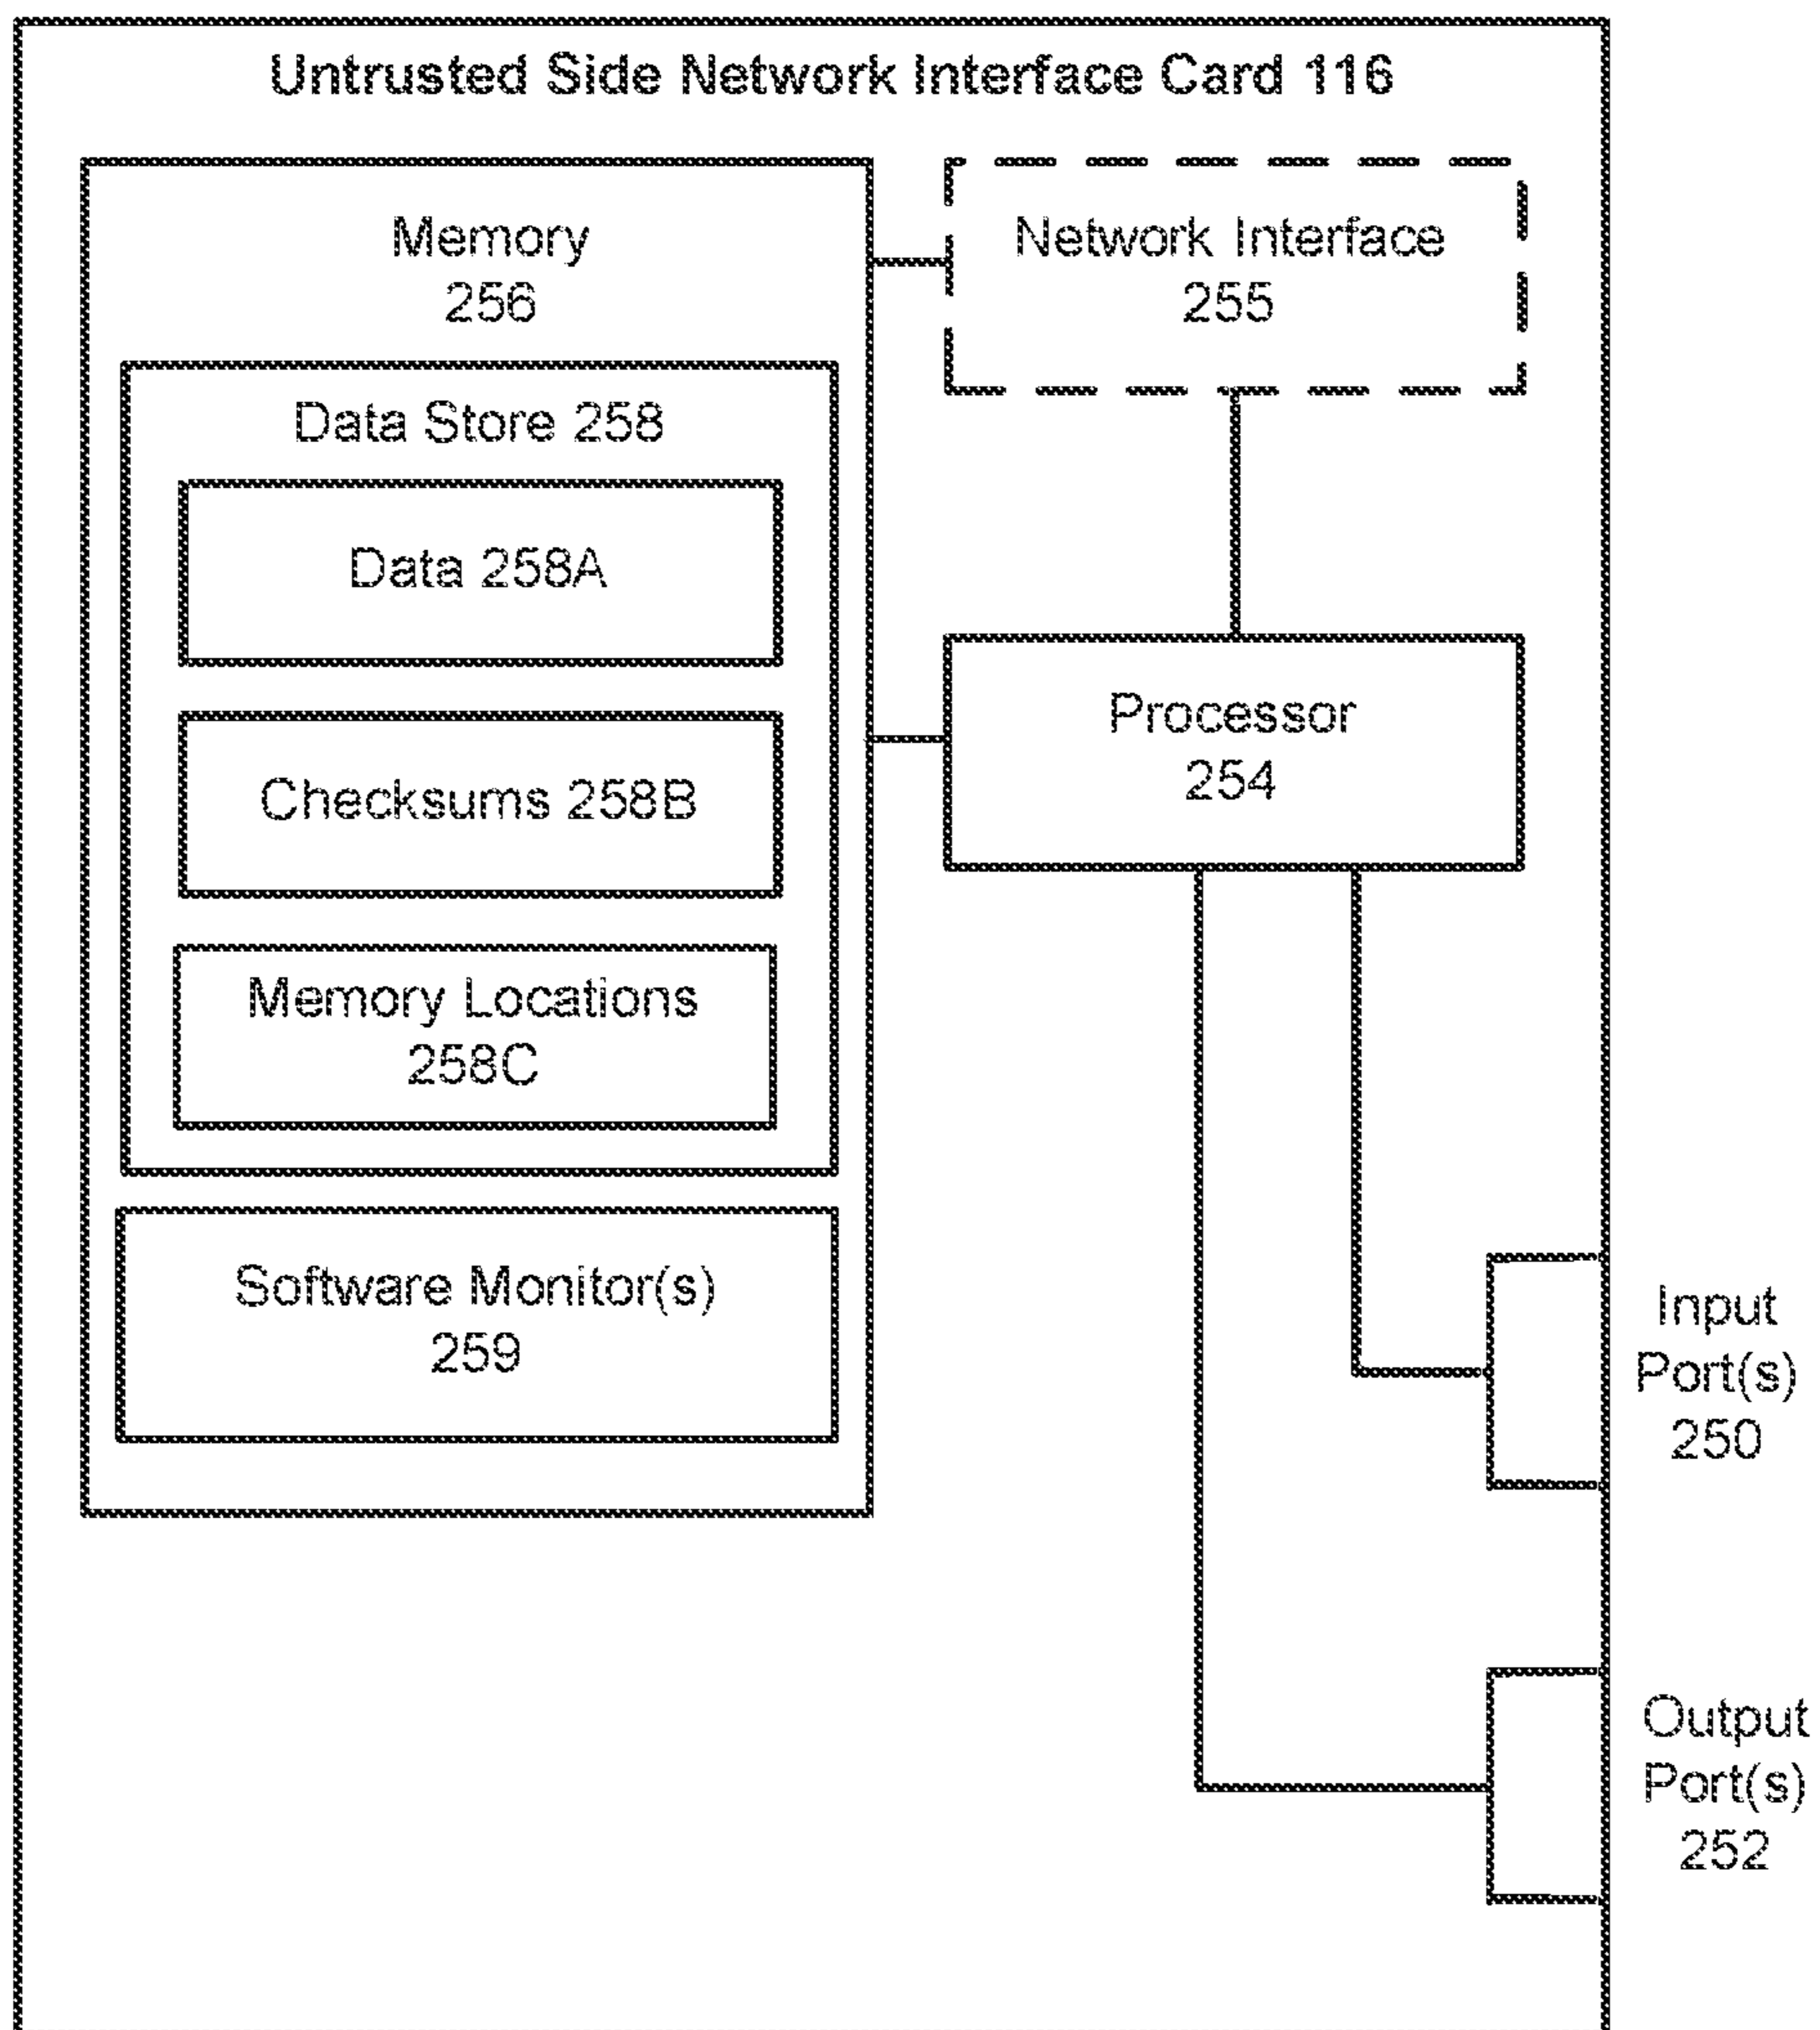 Untrusted Side Network Interface Card 116
Memory
256
Network Interface
255
Data Store 258
Data 258A
Checksums 258B
Memory Locations
258C
Software Monitor(s)
259
Processor
254
Input
Port(s)
250
Output
Port(s)
252